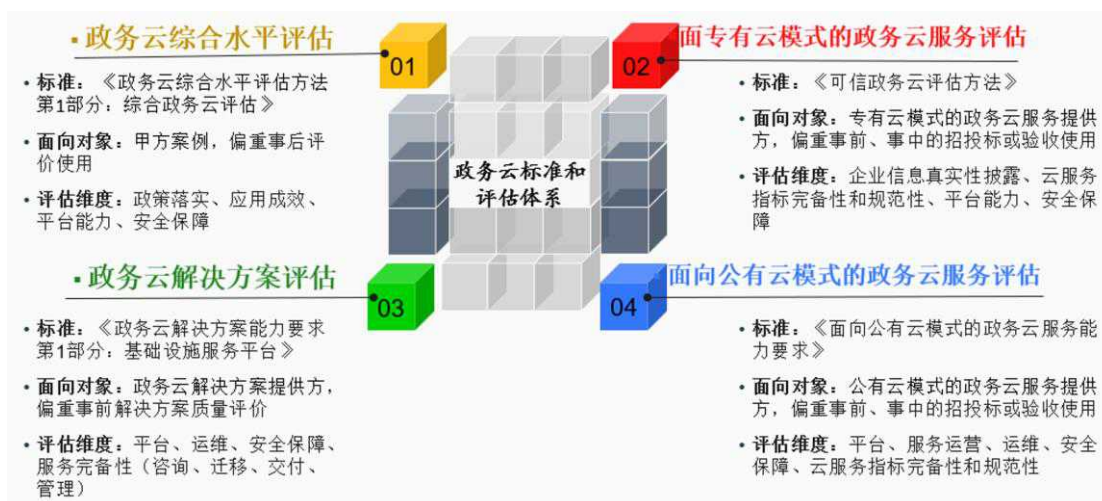 ▪政务云综合水平评估
01
• 标准：《政务云综合水平评估方法
第1部分：综合政务云评估》
• 面向对象：甲方案例，偏重事后评
价使用
• 评估维度：政策落实、应用成效、
平台能力、安全保障
面专有云模式的政务云服务评估
02
• 标准：《可信政务云评估方法》
• 面向对象：专有云模式的政务云服务提供
方，偏重事前、事中的招投标或验收使用
• 评估维度：企业信息真实性披露、云服务
指标完备性和规范性、平台能力、安全保
障
政务云标准和
评估体系
▪政务云解决方案评估
03
• 标准：《政务云解决方案能力要求
第1部分：基础设施服务平台》
• 面向对象：政务云解决方案提供方，
偏重事前解决方案质量评价
• 评估维度：平台、运维、安全保障、
服务完备性（咨询、迁移、交付、
管理）
面向公有云模式的政务云服务评估
04
• 标准：《面向公有云模式的政务云服务能
力要求》
• 面向对象：公有云模式的政务云服务提供
方，偏重事前、事中的招投标或验收使用
• 评估维度：平台、服务运营、运维、安全
保障、云服务指标完备性和规范性